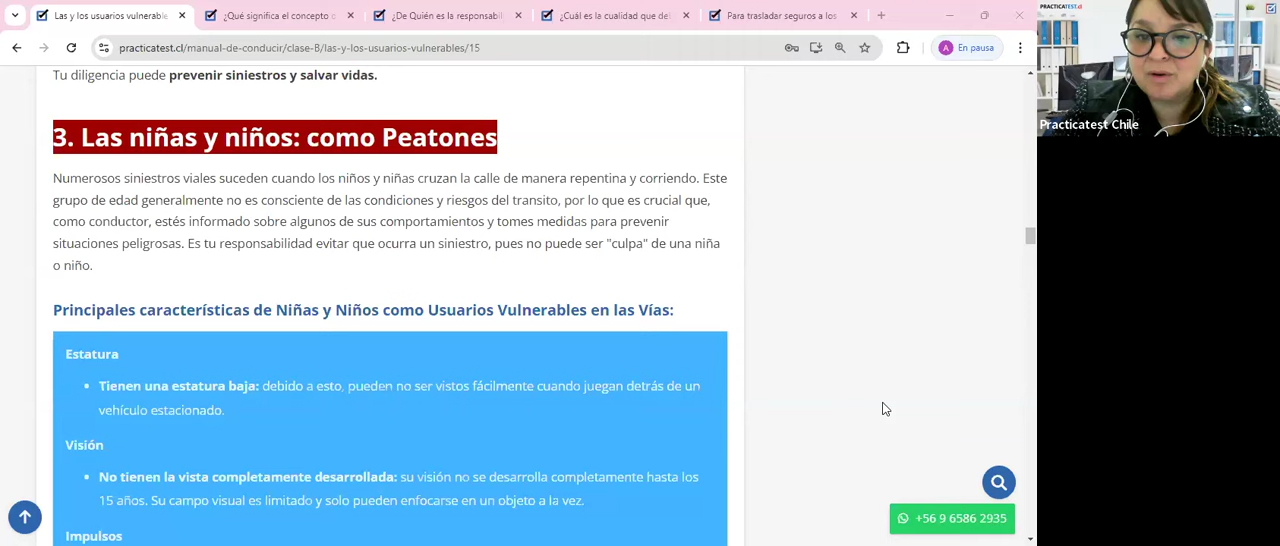 Las y los usuarios vulnerable
¿Qué significa el concepto o
¿De Quién es la responsabil
¿Cuál es la cualidad que de
Para trasladar seguros a los
practicatest.cl/manual-de-conducir/clase-B/las-y-los-usuarios-vulnerables/15
A En pausa
PRACTICATEST.cl
Practicatest Chile
Tu diligencia puede prevenir siniestros y salvar vidas.
3. Las niñas y niños: como Peatones
Numerosos siniestros viales suceden cuando los niños y niñas cruzan la calle de manera repentina y corriendo. Este
grupo de edad generalmente no es consciente de las condiciones y riesgos del transito, por lo que es crucial que,
como conductor, estés informado sobre algunos de sus comportamientos y tomes medidas para prevenir
situaciones peligrosas. Es tu responsabilidad evitar que ocurra un siniestro, pues no puede ser "culpa" de una niña
o niño.
Principales características de Niñas y Niños como Usuarios Vulnerables en las Vías:
Estatura
• Tienen una estatura baja: debido a esto, pueden no ser vistos fácilmente cuando juegan detrás de un
vehículo estacionado.
Visión
• No tienen la vista completamente desarrollada: su visión no se desarrolla completamente hasta los
15 años. Su campo visual es limitado y solo pueden enfocarse en un objeto a la vez.
Impulsos
+56 9 6586 2935